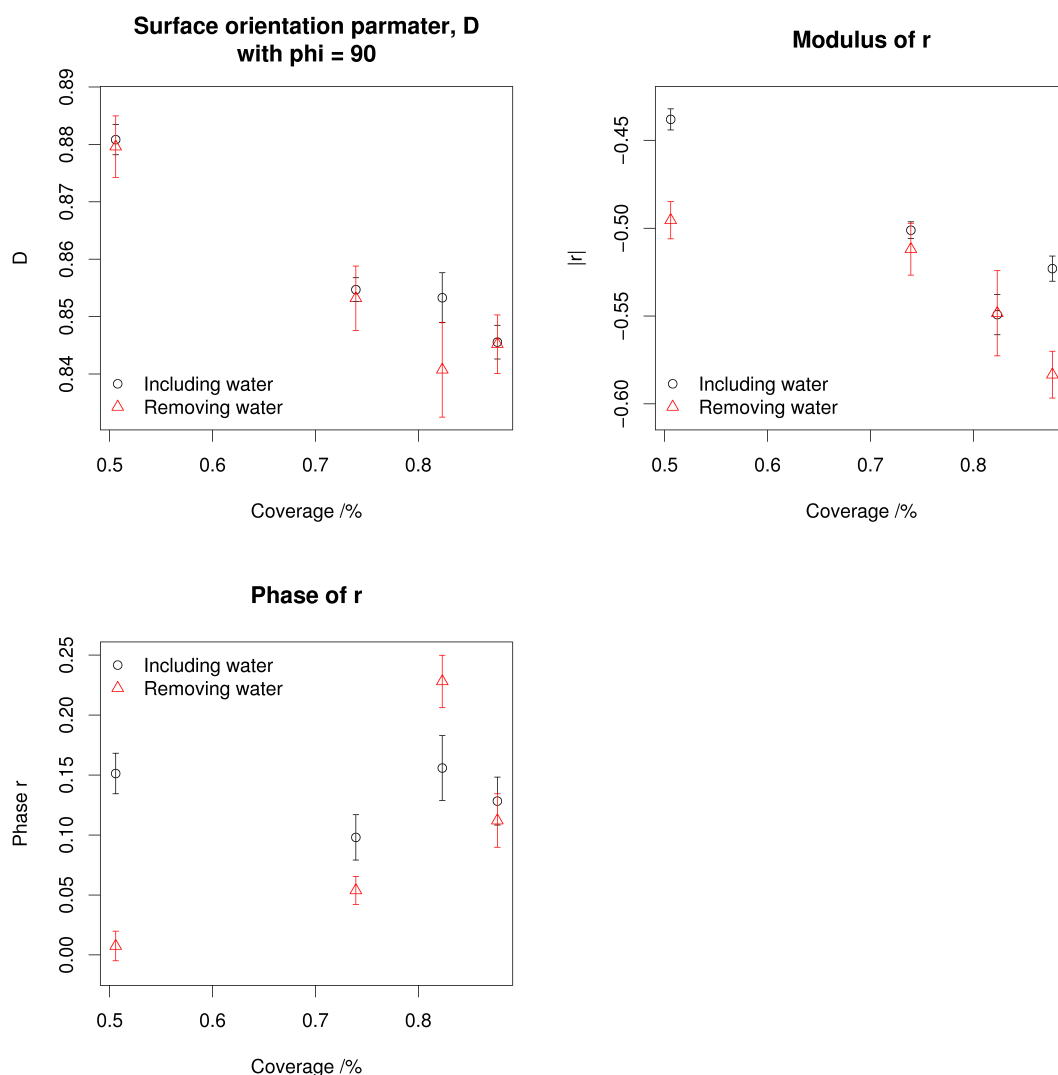 Surface orientation parmater, D
with phi = 90
0.89
0.88
0.87
0.86
0.85
0.84
D
Including water
Removing water
0.5 0.6 0.7 0.8
Coverage /%
Modulus of r
−0.45
−0.50
−0.55
−0.60
|r|
Including water
Removing water
0.5 0.6 0.7 0.8
Coverage /%
Phase of r
0.25
0.20
0.15
0.10
0.05
0.00
Phase r
Including water
Removing water
0.5 0.6 0.7 0.8
Coverage /%